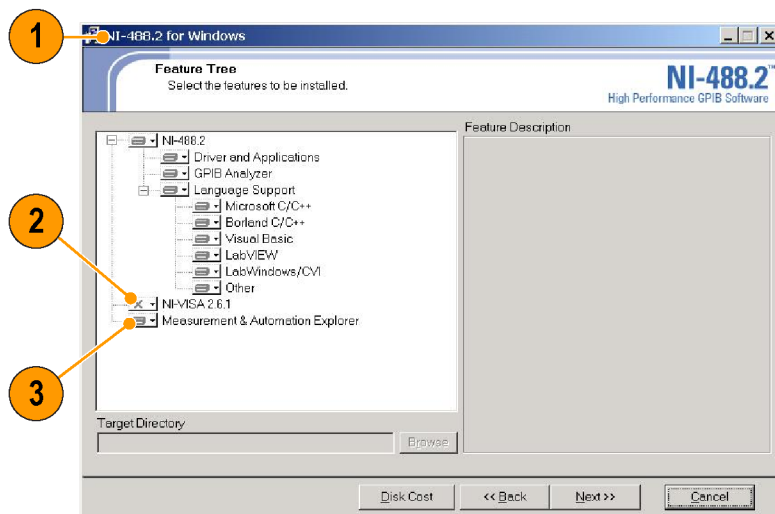 1
NI-488.2 for Windows
Feature Tree
Select the features to be installed.
NI-488.2™
High Performance GPIB Software
Feature Description
NI-488.2
Driver and Applications
GPIB Analyzer
Language Support
Microsoft C/C++
Borland C/C++
Visual Basic
LabVIEW
LabWindows/CVI
Other
2
NI-VISA 2.6.1
Measurement & Automation Explorer
3
Target Directory
Browse
Disk Cost
<< Back
Next >>
Cancel